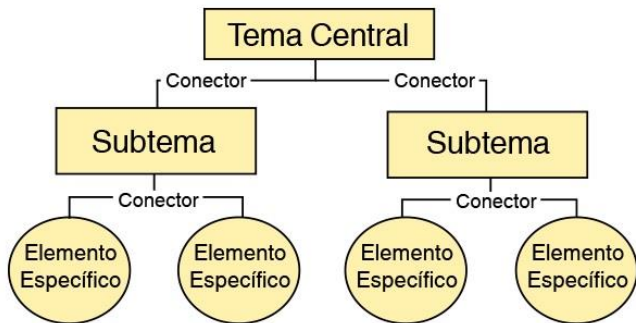 Tema Central
Conector Conector
Subtema Subtema
Conector Conector
Elemento Elemento Elemento Elemento
Específico Específico Específico Específico